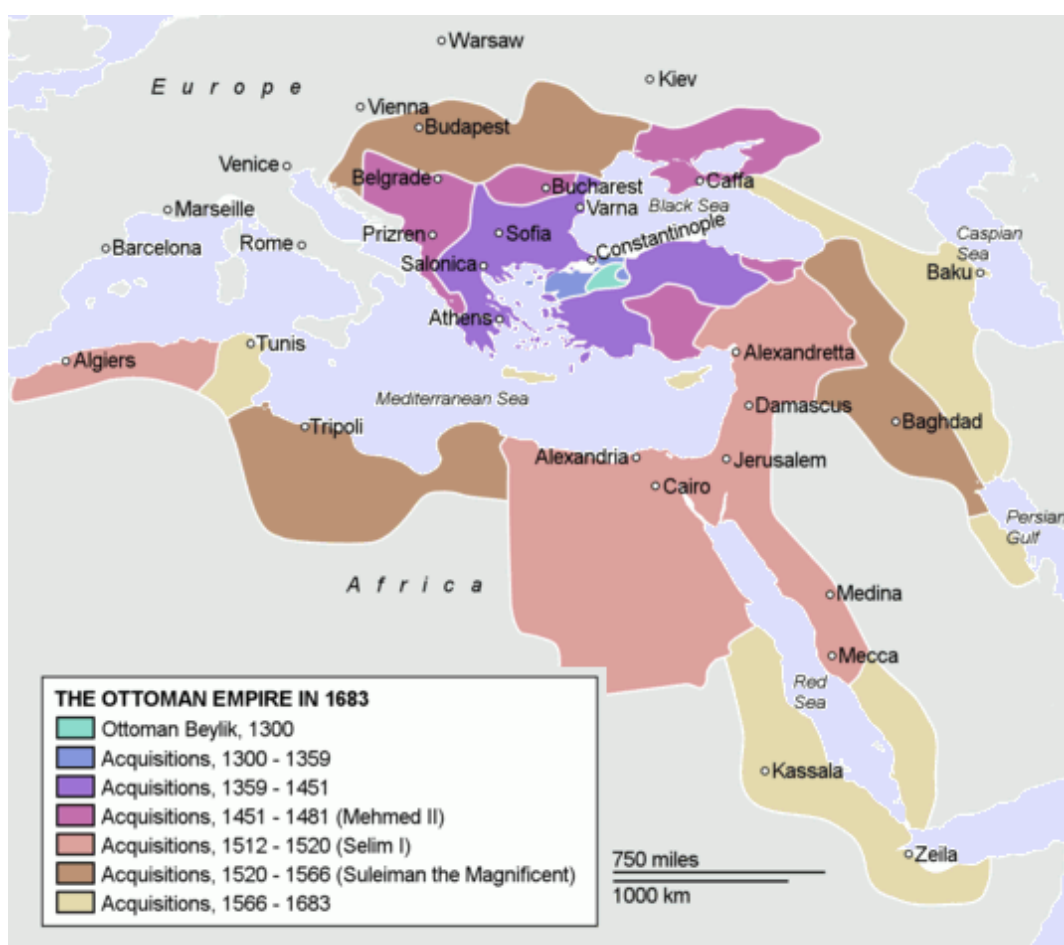 Warsaw
Kiev
Europe
Vienna
Budapest
Venice
Belgrade
Bucharest
Caffa
Marseille
Varna
Black Sea
Barcelona
Rome
Prizren
Sofia
Constantinople
Caspian
Sea
Salonica
Baku
Athens
Tunis
Algiers
Alexandretta
Mediterranean Sea
Damascus
Tripoli
Baghdad
Alexandria
Jerusalem
Cairo
Persian
Gulf
Africa
Medina
Mecca
Red
Sea
Kassala
Zeila
THE OTTOMAN EMPIRE IN 1683
Ottoman Beylik, 1300
Acquisitions, 1300 - 1359
Acquisitions, 1359 - 1451
Acquisitions, 1451 - 1481 (Mehmed II)
Acquisitions, 1512 - 1520 (Selim I)
Acquisitions, 1520 - 1566 (Suleiman the Magnificent)
Acquisitions, 1566 - 1683
750 miles
1000 km